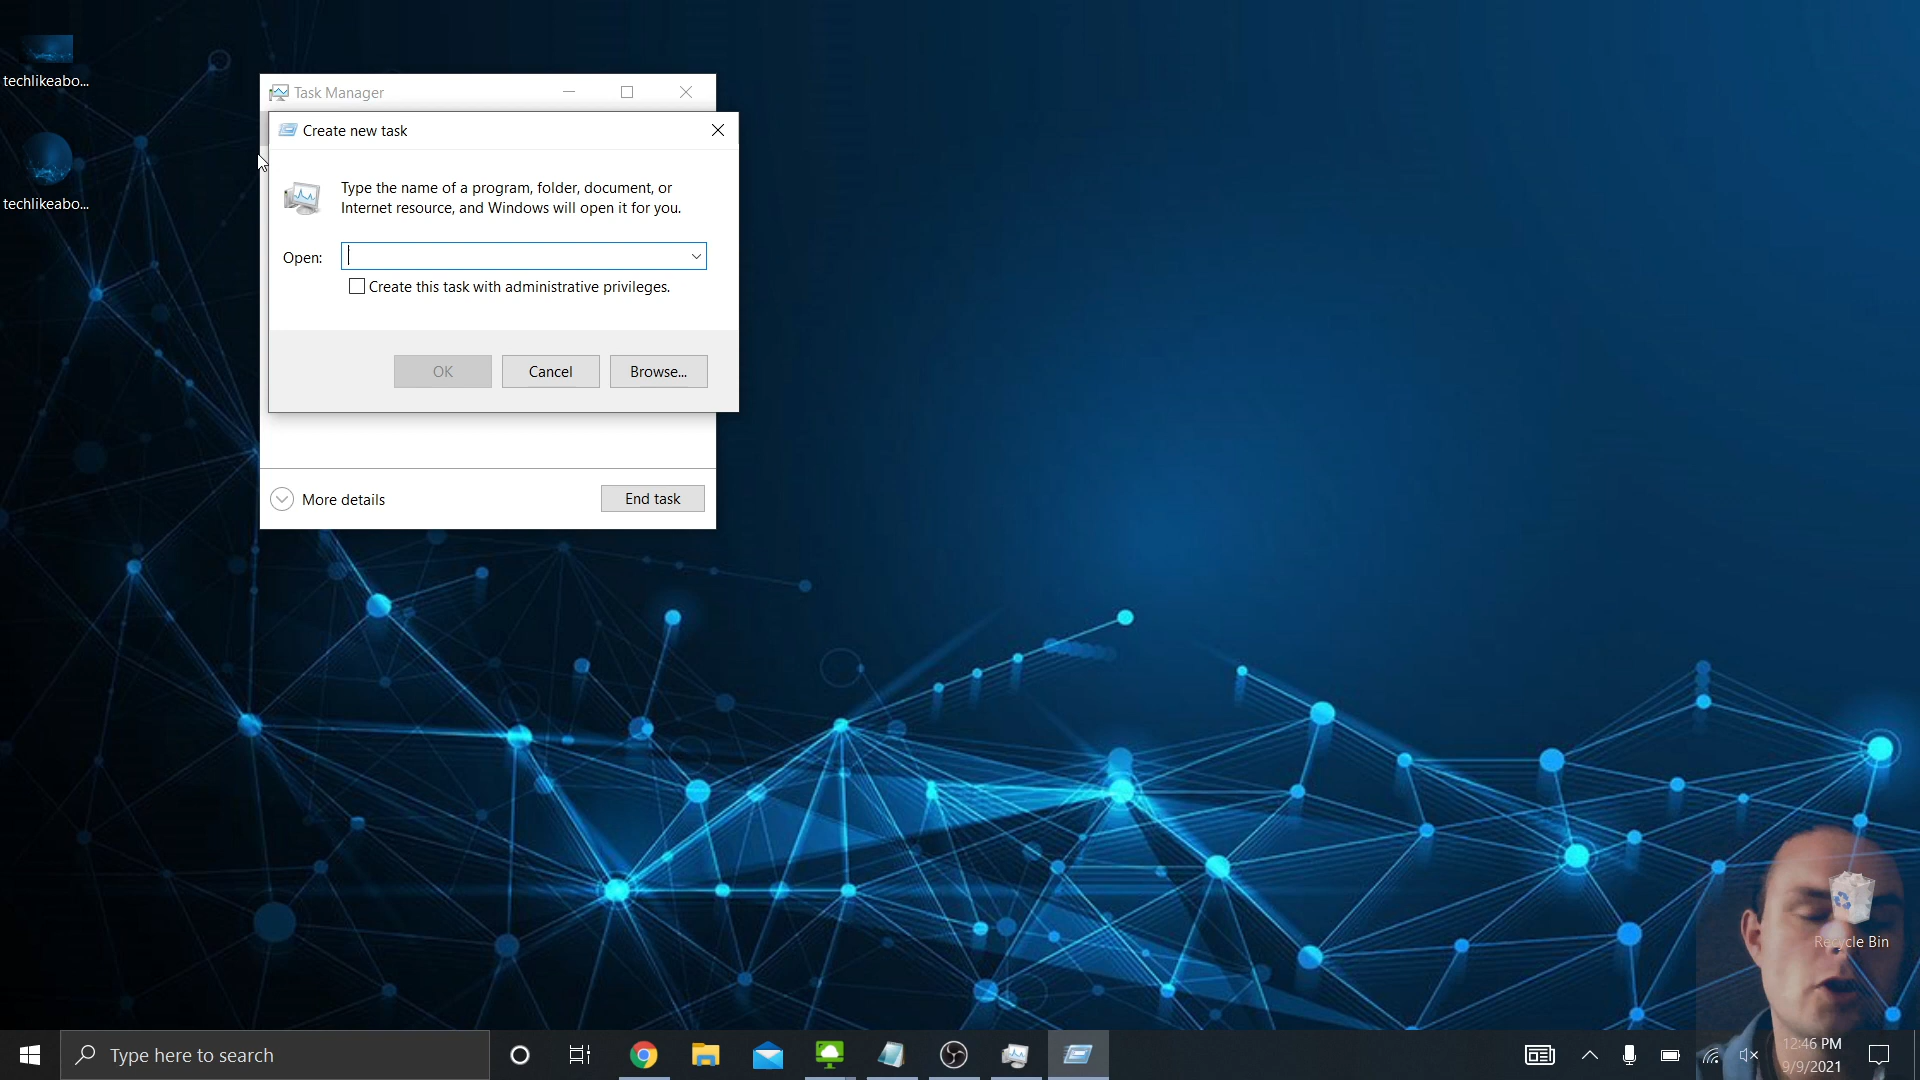 techlikeabo...
techlikeabo...
Task Manager
Create new task
Type the name of a program, folder, document, or
Internet resource, and Windows will open it for you.
Open:
Create this task with administrative privileges.
OK
Cancel
Browse...
More details
End task
Recycle Bin
Type here to search
12:46 PM
9/9/2021